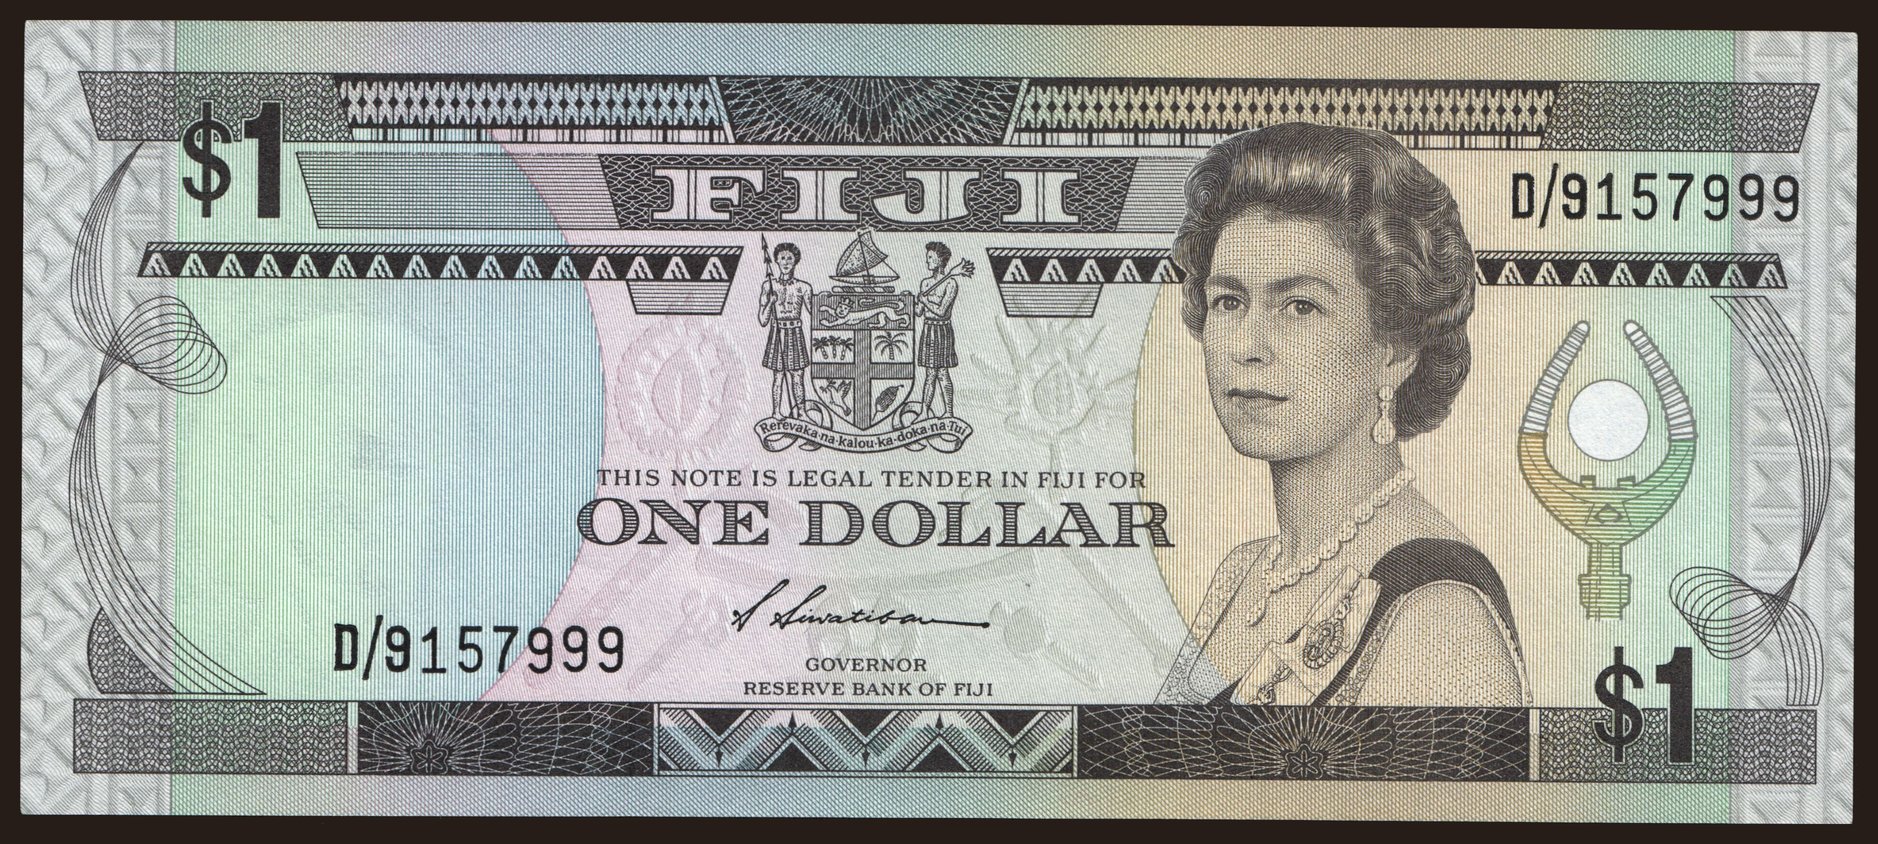 $1
FIJI
D/9157999
Rerevaka·na·kalou·ka·doka·na·Tui
THIS NOTE IS LEGAL TENDER IN FIJI FOR
ONE DOLLAR
S Siwatibau
D/9157999
GOVERNOR
RESERVE BANK OF FIJI
$1